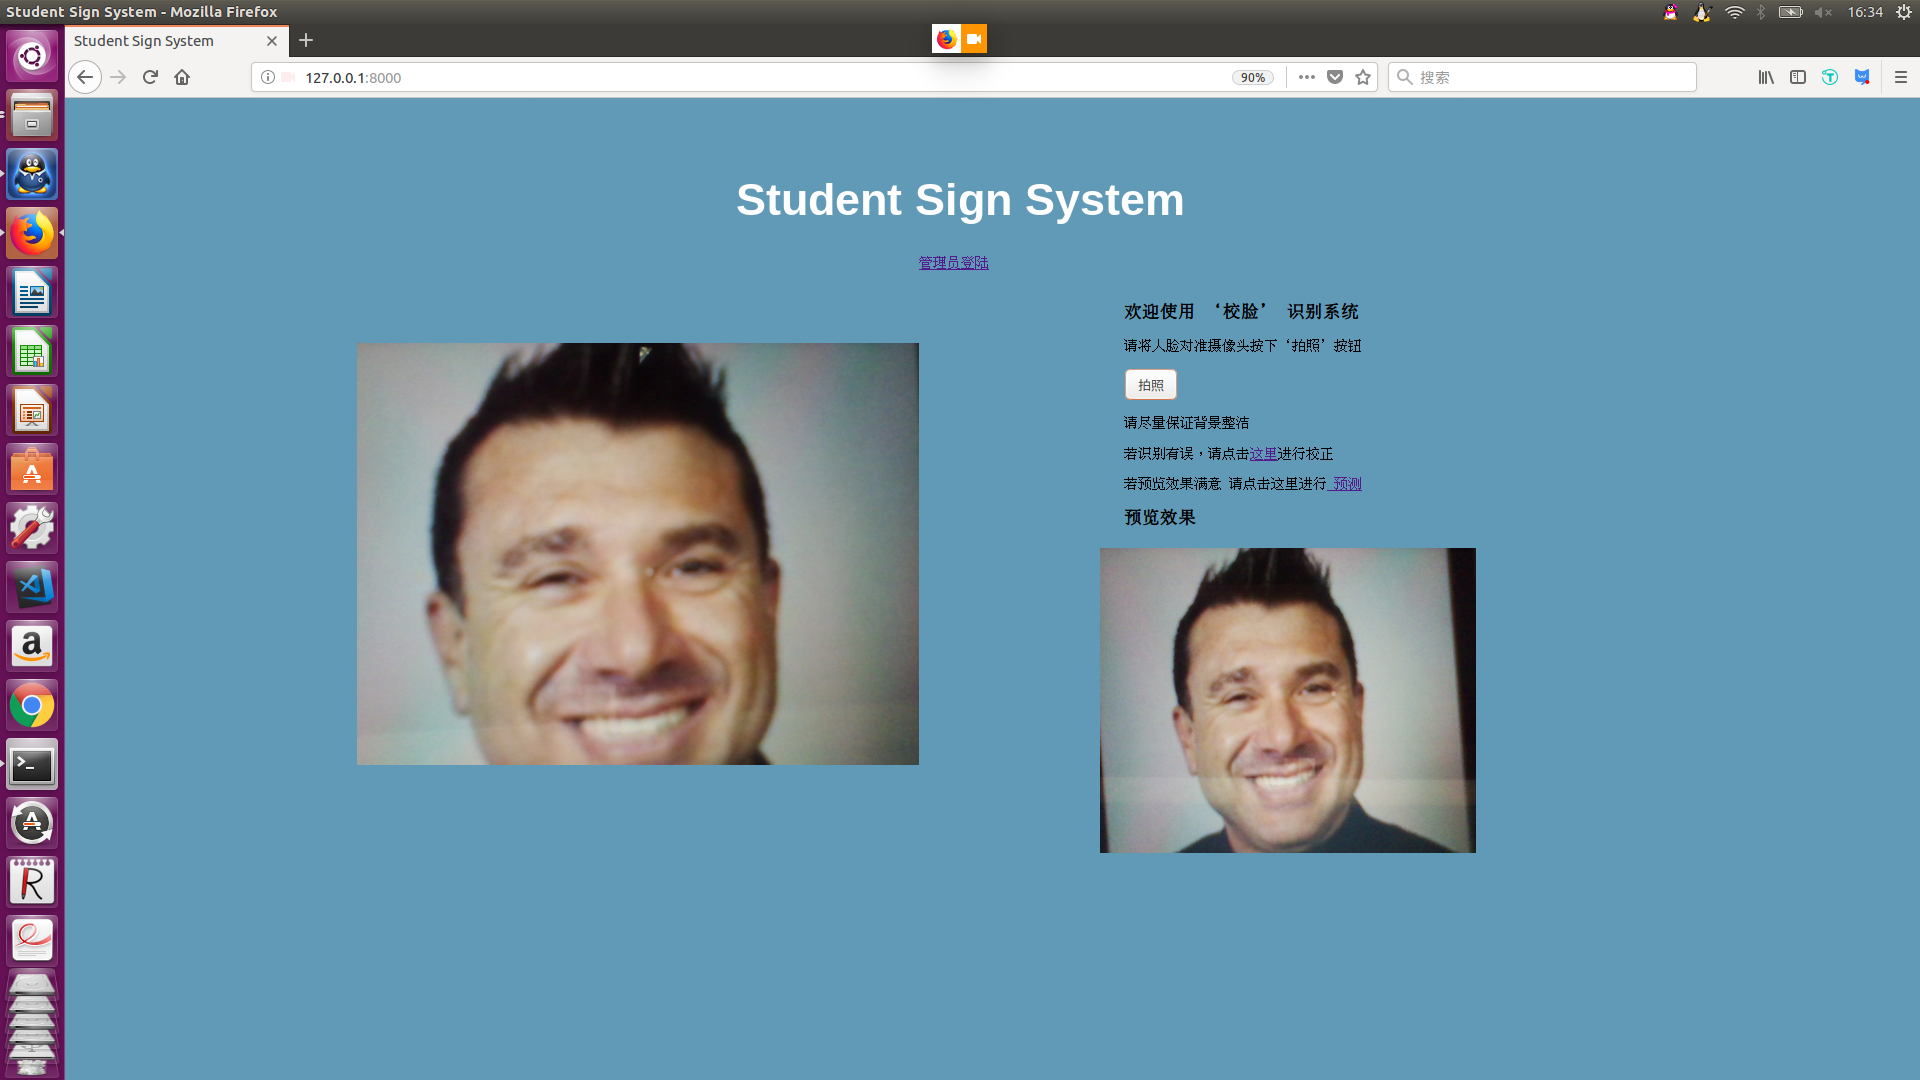 Student Sign System - Mozilla Firefox
16:34
Student Sign System
127.0.0.1:8000
90%
搜索
Student Sign System
管理员登陆
欢迎使用 ‘校脸’ 识别系统
请将人脸对准摄像头按下‘拍照’按钮
拍照
请尽量保证背景整洁
若识别有误，请点击这里进行校正
若预览效果满意 请点击这里进行 预测
预览效果